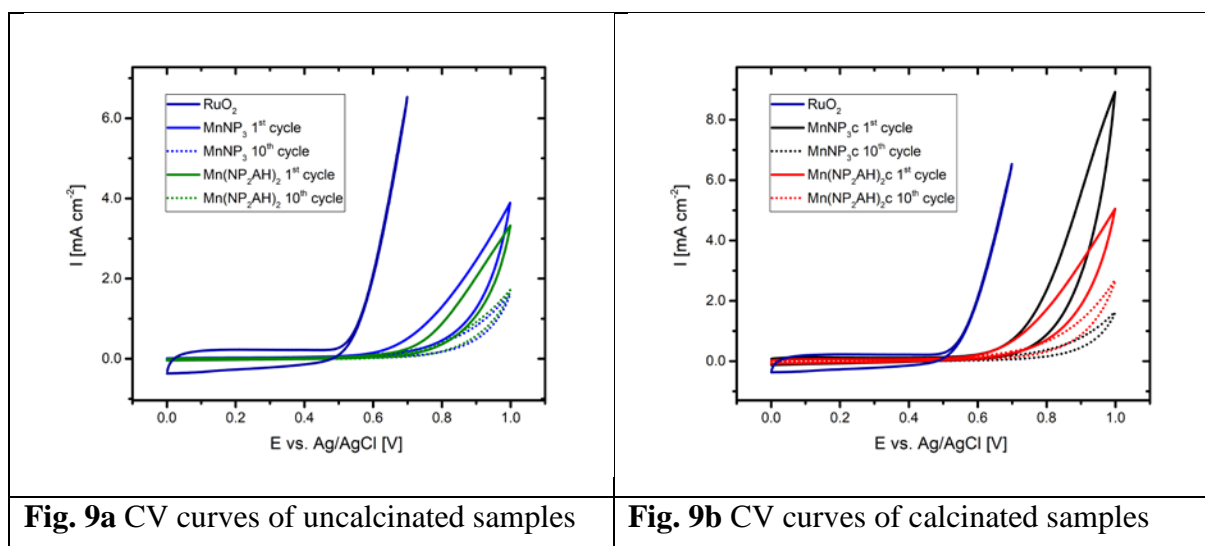 6.0
4.0
2.0
0.0
I [mA cm⁻²]
RuO₂
MnNP₃ 1ˢᵗ cycle
MnNP₃ 10ᵗʰ cycle
Mn(NP₂AH)₂ 1ˢᵗ cycle
Mn(NP₂AH)₂ 10ᵗʰ cycle
0.0 0.2 0.4 0.6 0.8 1.0
E vs. Ag/AgCl [V]
8.0
6.0
4.0
2.0
0.0
I [mA cm⁻²]
RuO₂
MnNP₃c 1ˢᵗ cycle
MnNP₃c 10ᵗʰ cycle
Mn(NP₂AH)₂c 1ˢᵗ cycle
Mn(NP₂AH)₂c 10ᵗʰ cycle
0.0 0.2 0.4 0.6 0.8 1.0
E vs. Ag/AgCl [V]
Fig. 9a CV curves of uncalcinated samples
Fig. 9b CV curves of calcinated samples